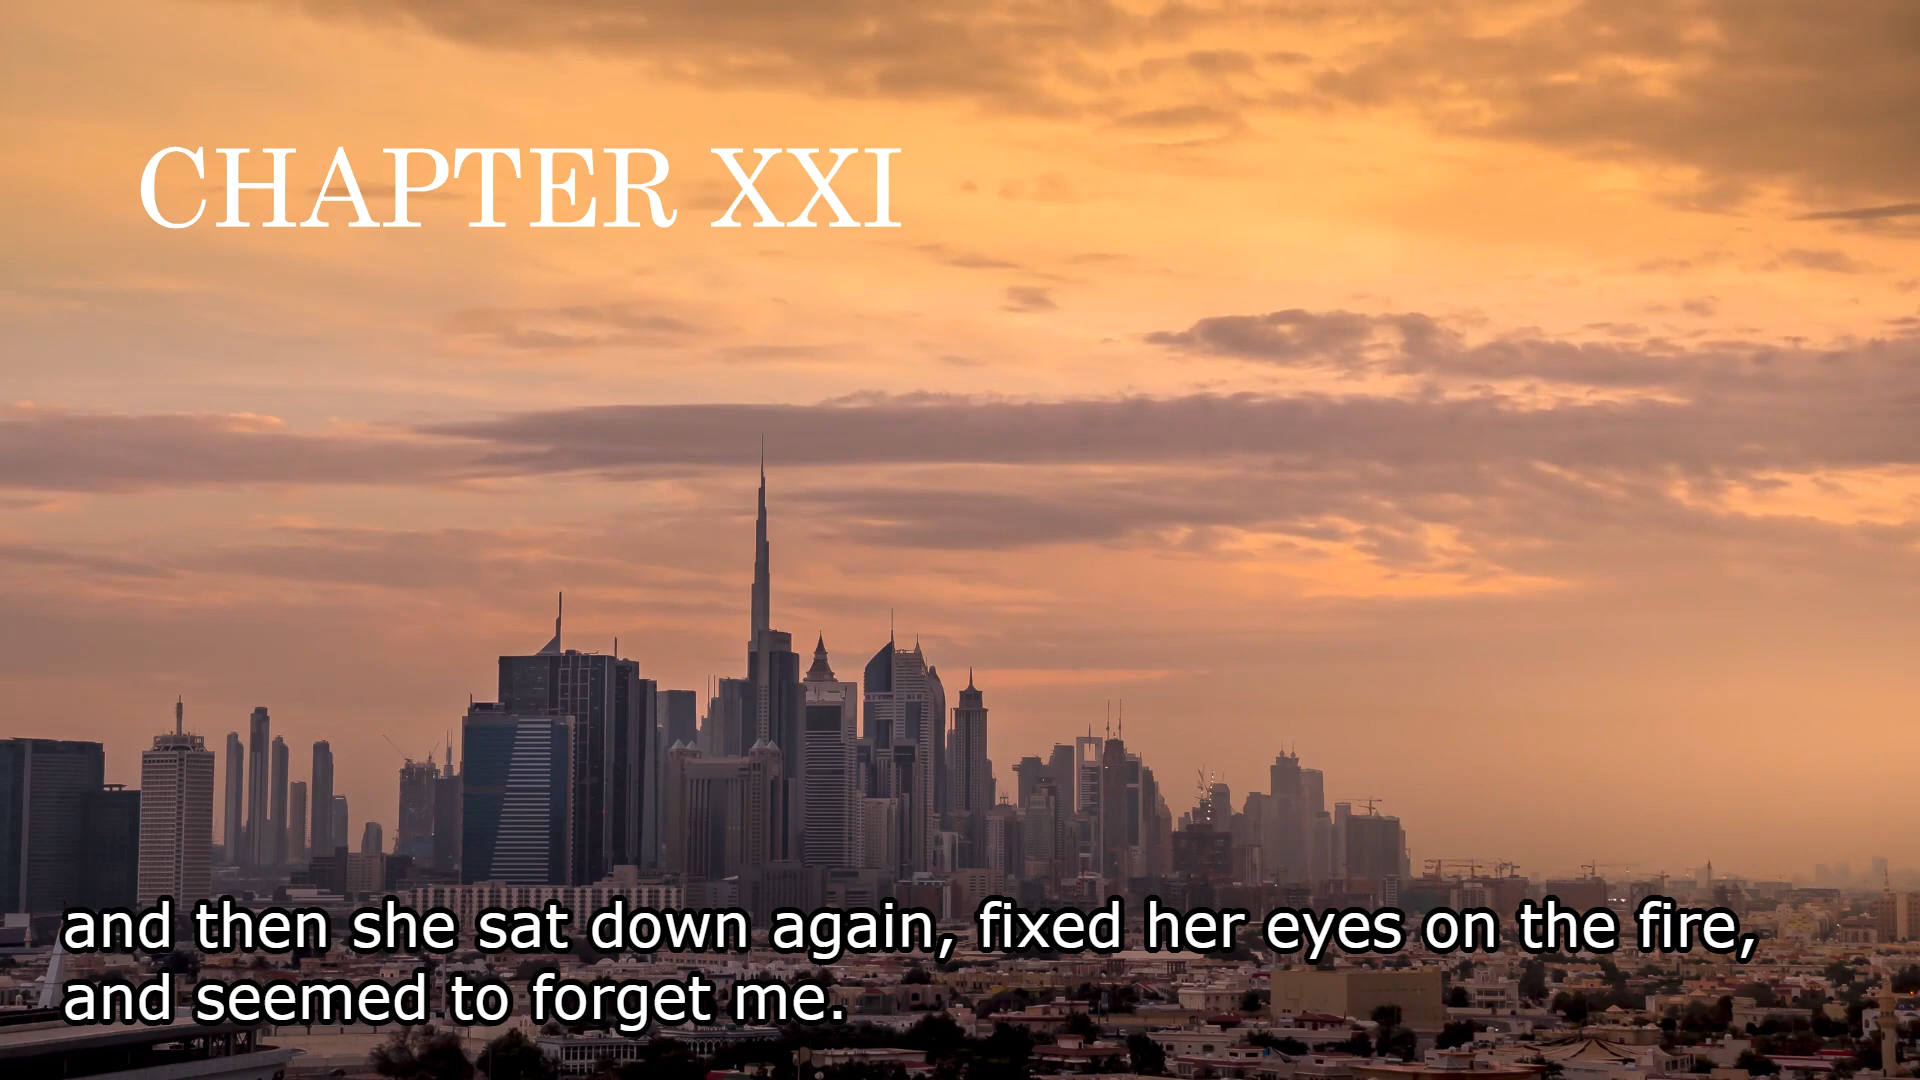 CHAPTER XXI
and then she sat down again, fixed her eyes on the fire,
and seemed to forget me.